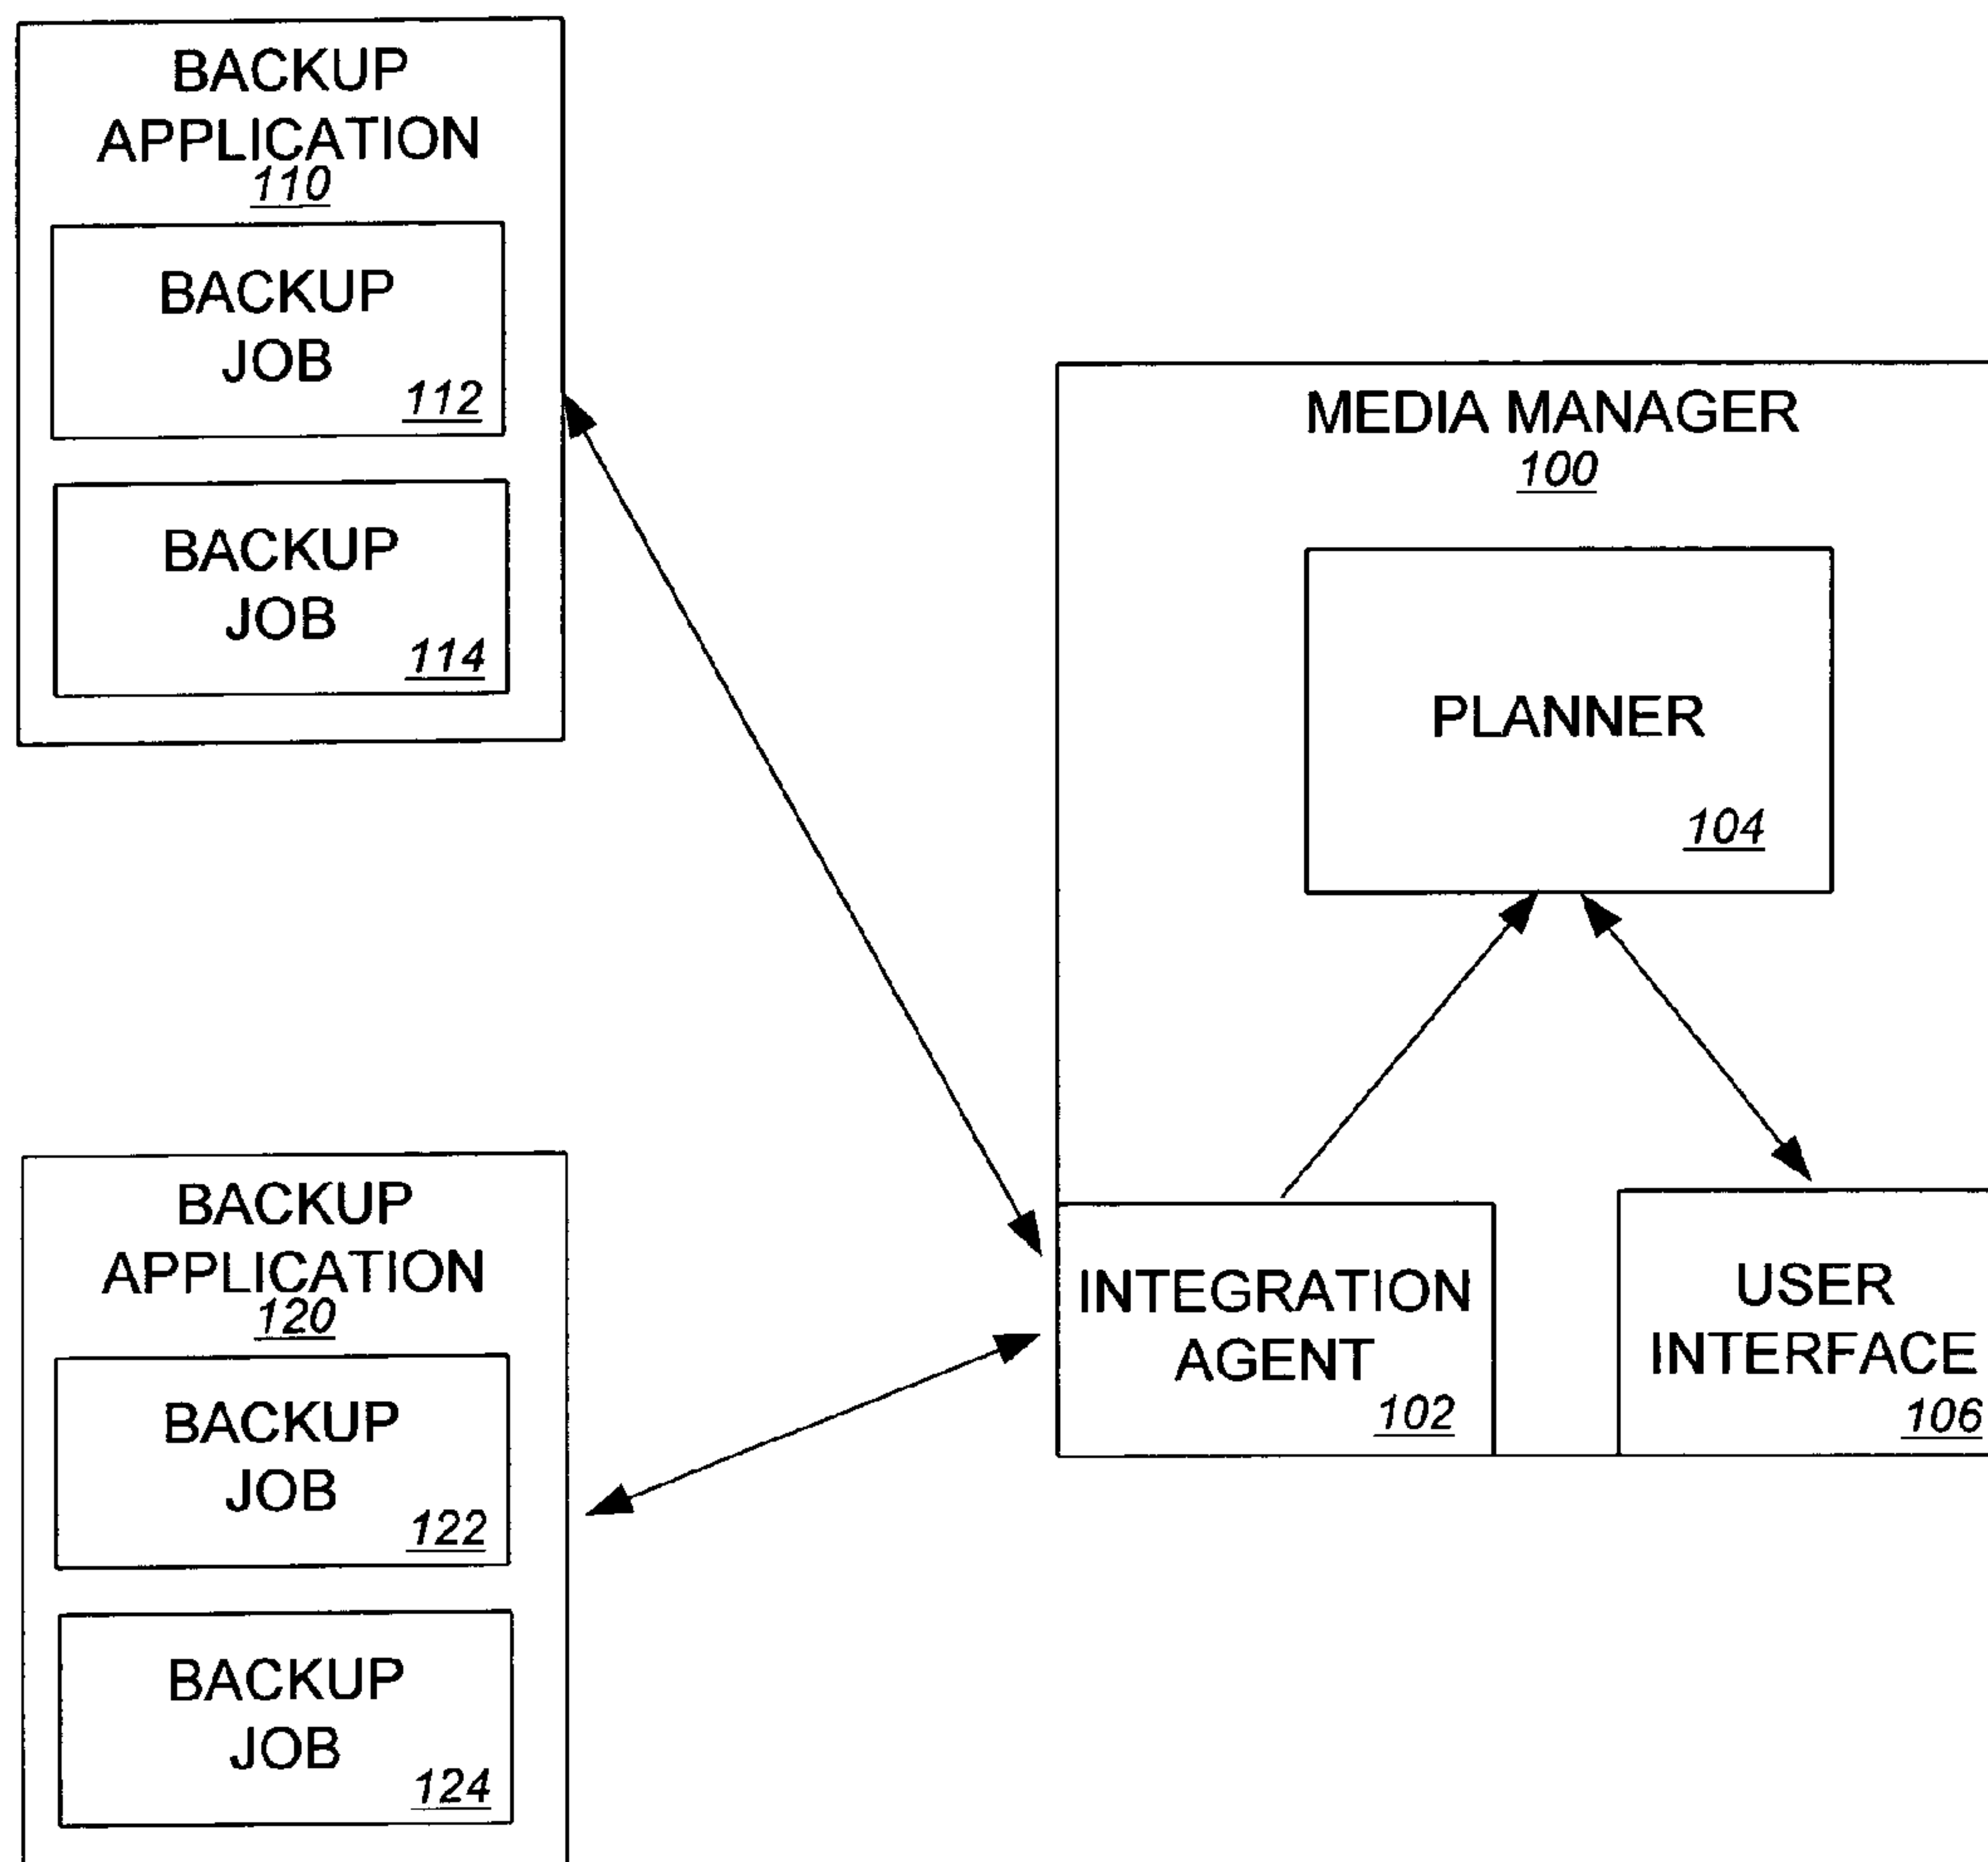 BACKUP
APPLICATION
110
BACKUP
JOB
112
BACKUP
JOB
114
MEDIA MANAGER
100
PLANNER
104
INTEGRATION
AGENT
102
USER
INTERFACE
106
BACKUP
APPLICATION
120
BACKUP
JOB
122
BACKUP
JOB
124